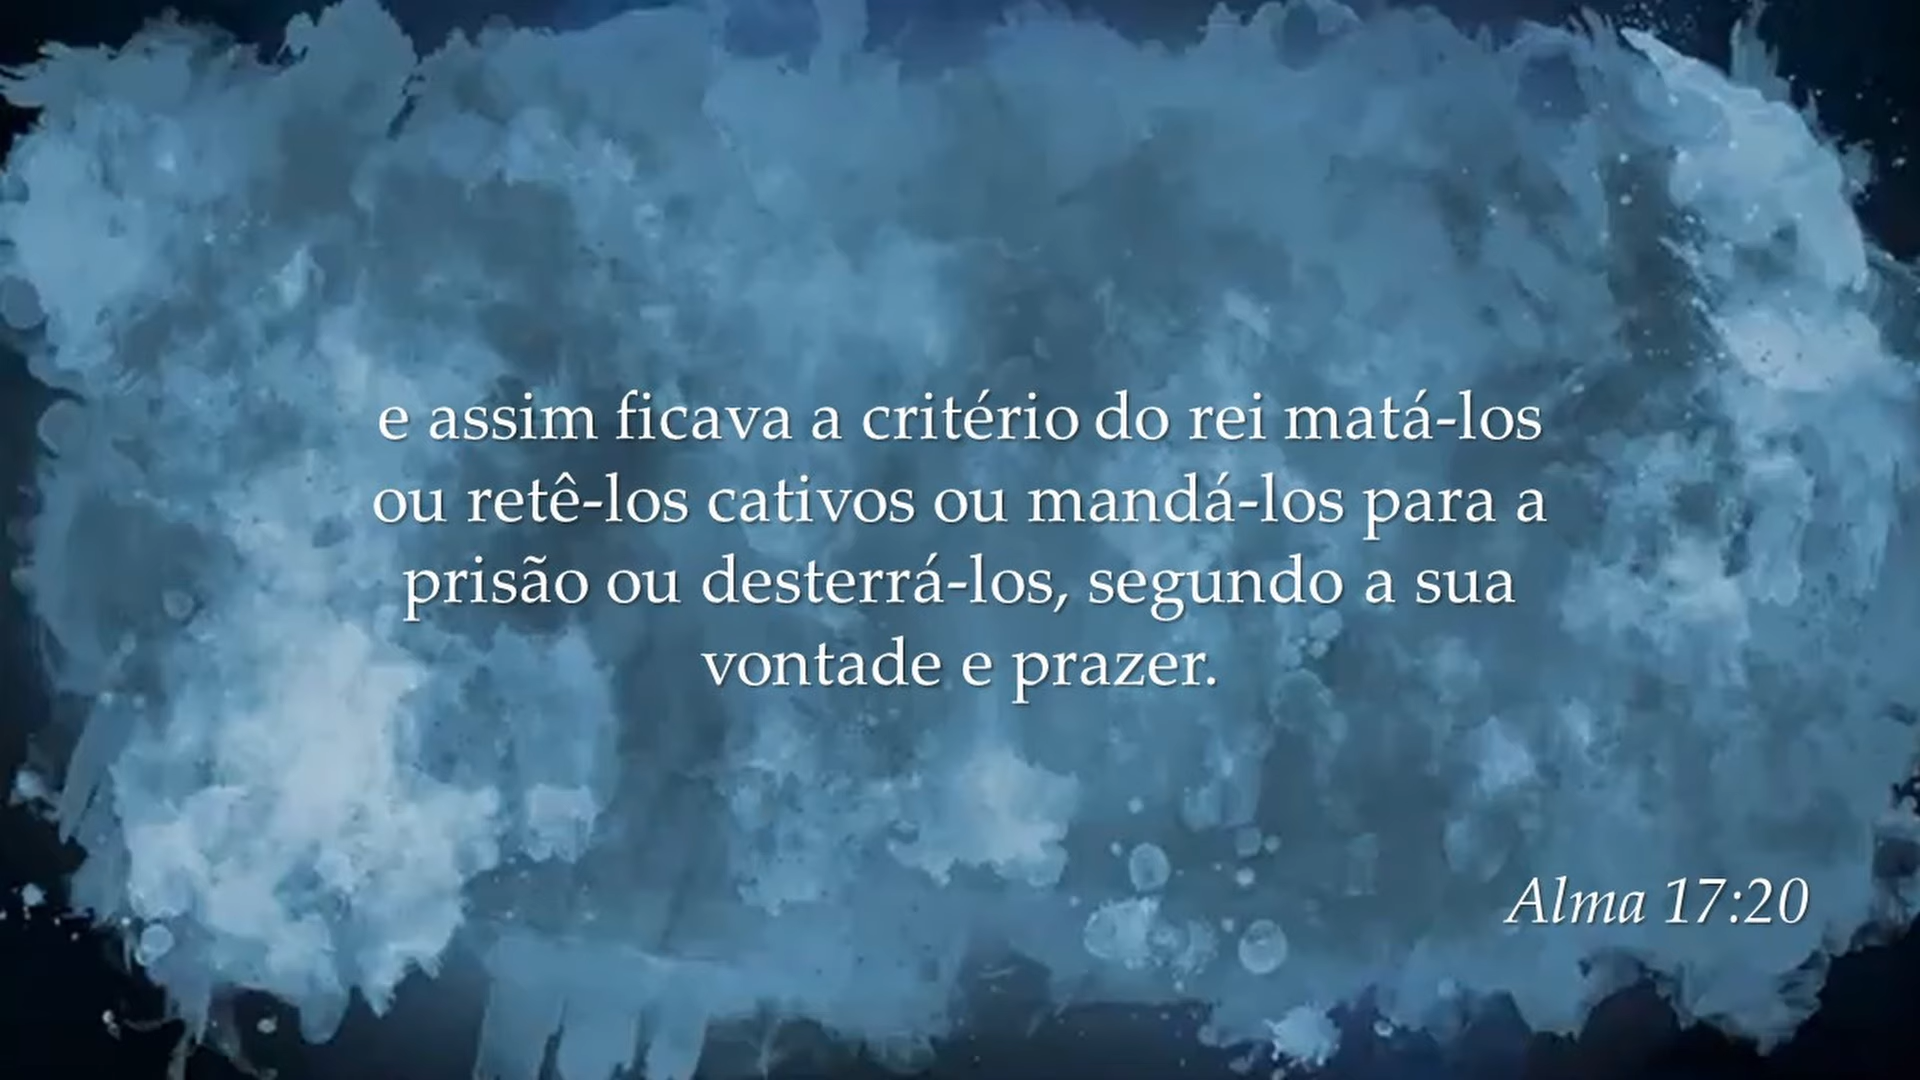 e assim ficava a critério do rei matá-los
ou retê-los cativos ou mandá-los para a
prisão ou desterrá-los, segundo a sua
vontade e prazer.
Alma 17:20